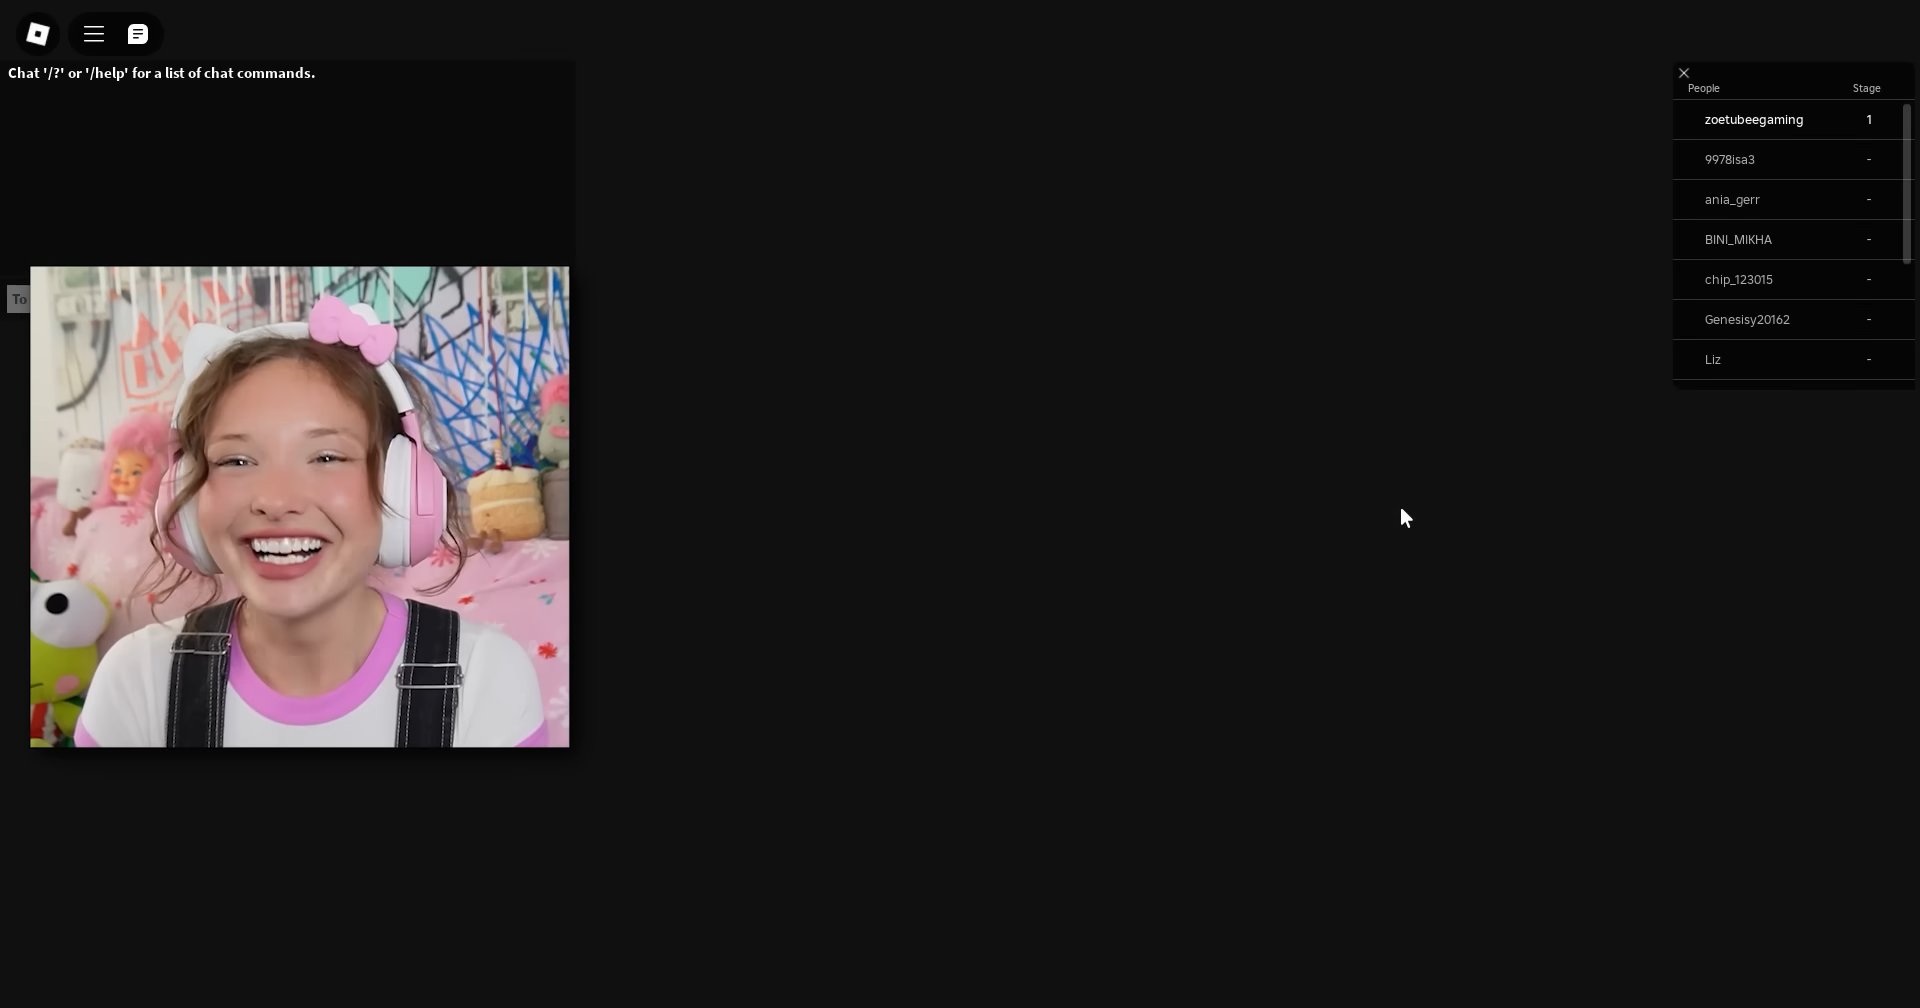 Chat '/?' or '/help' for a list of chat commands.
To
People Stage
zoetubeegaming 1
9978isa3 -
ania_gerr -
BINI_MIKHA -
chip_123015 -
Genesisy20162 -
Liz -